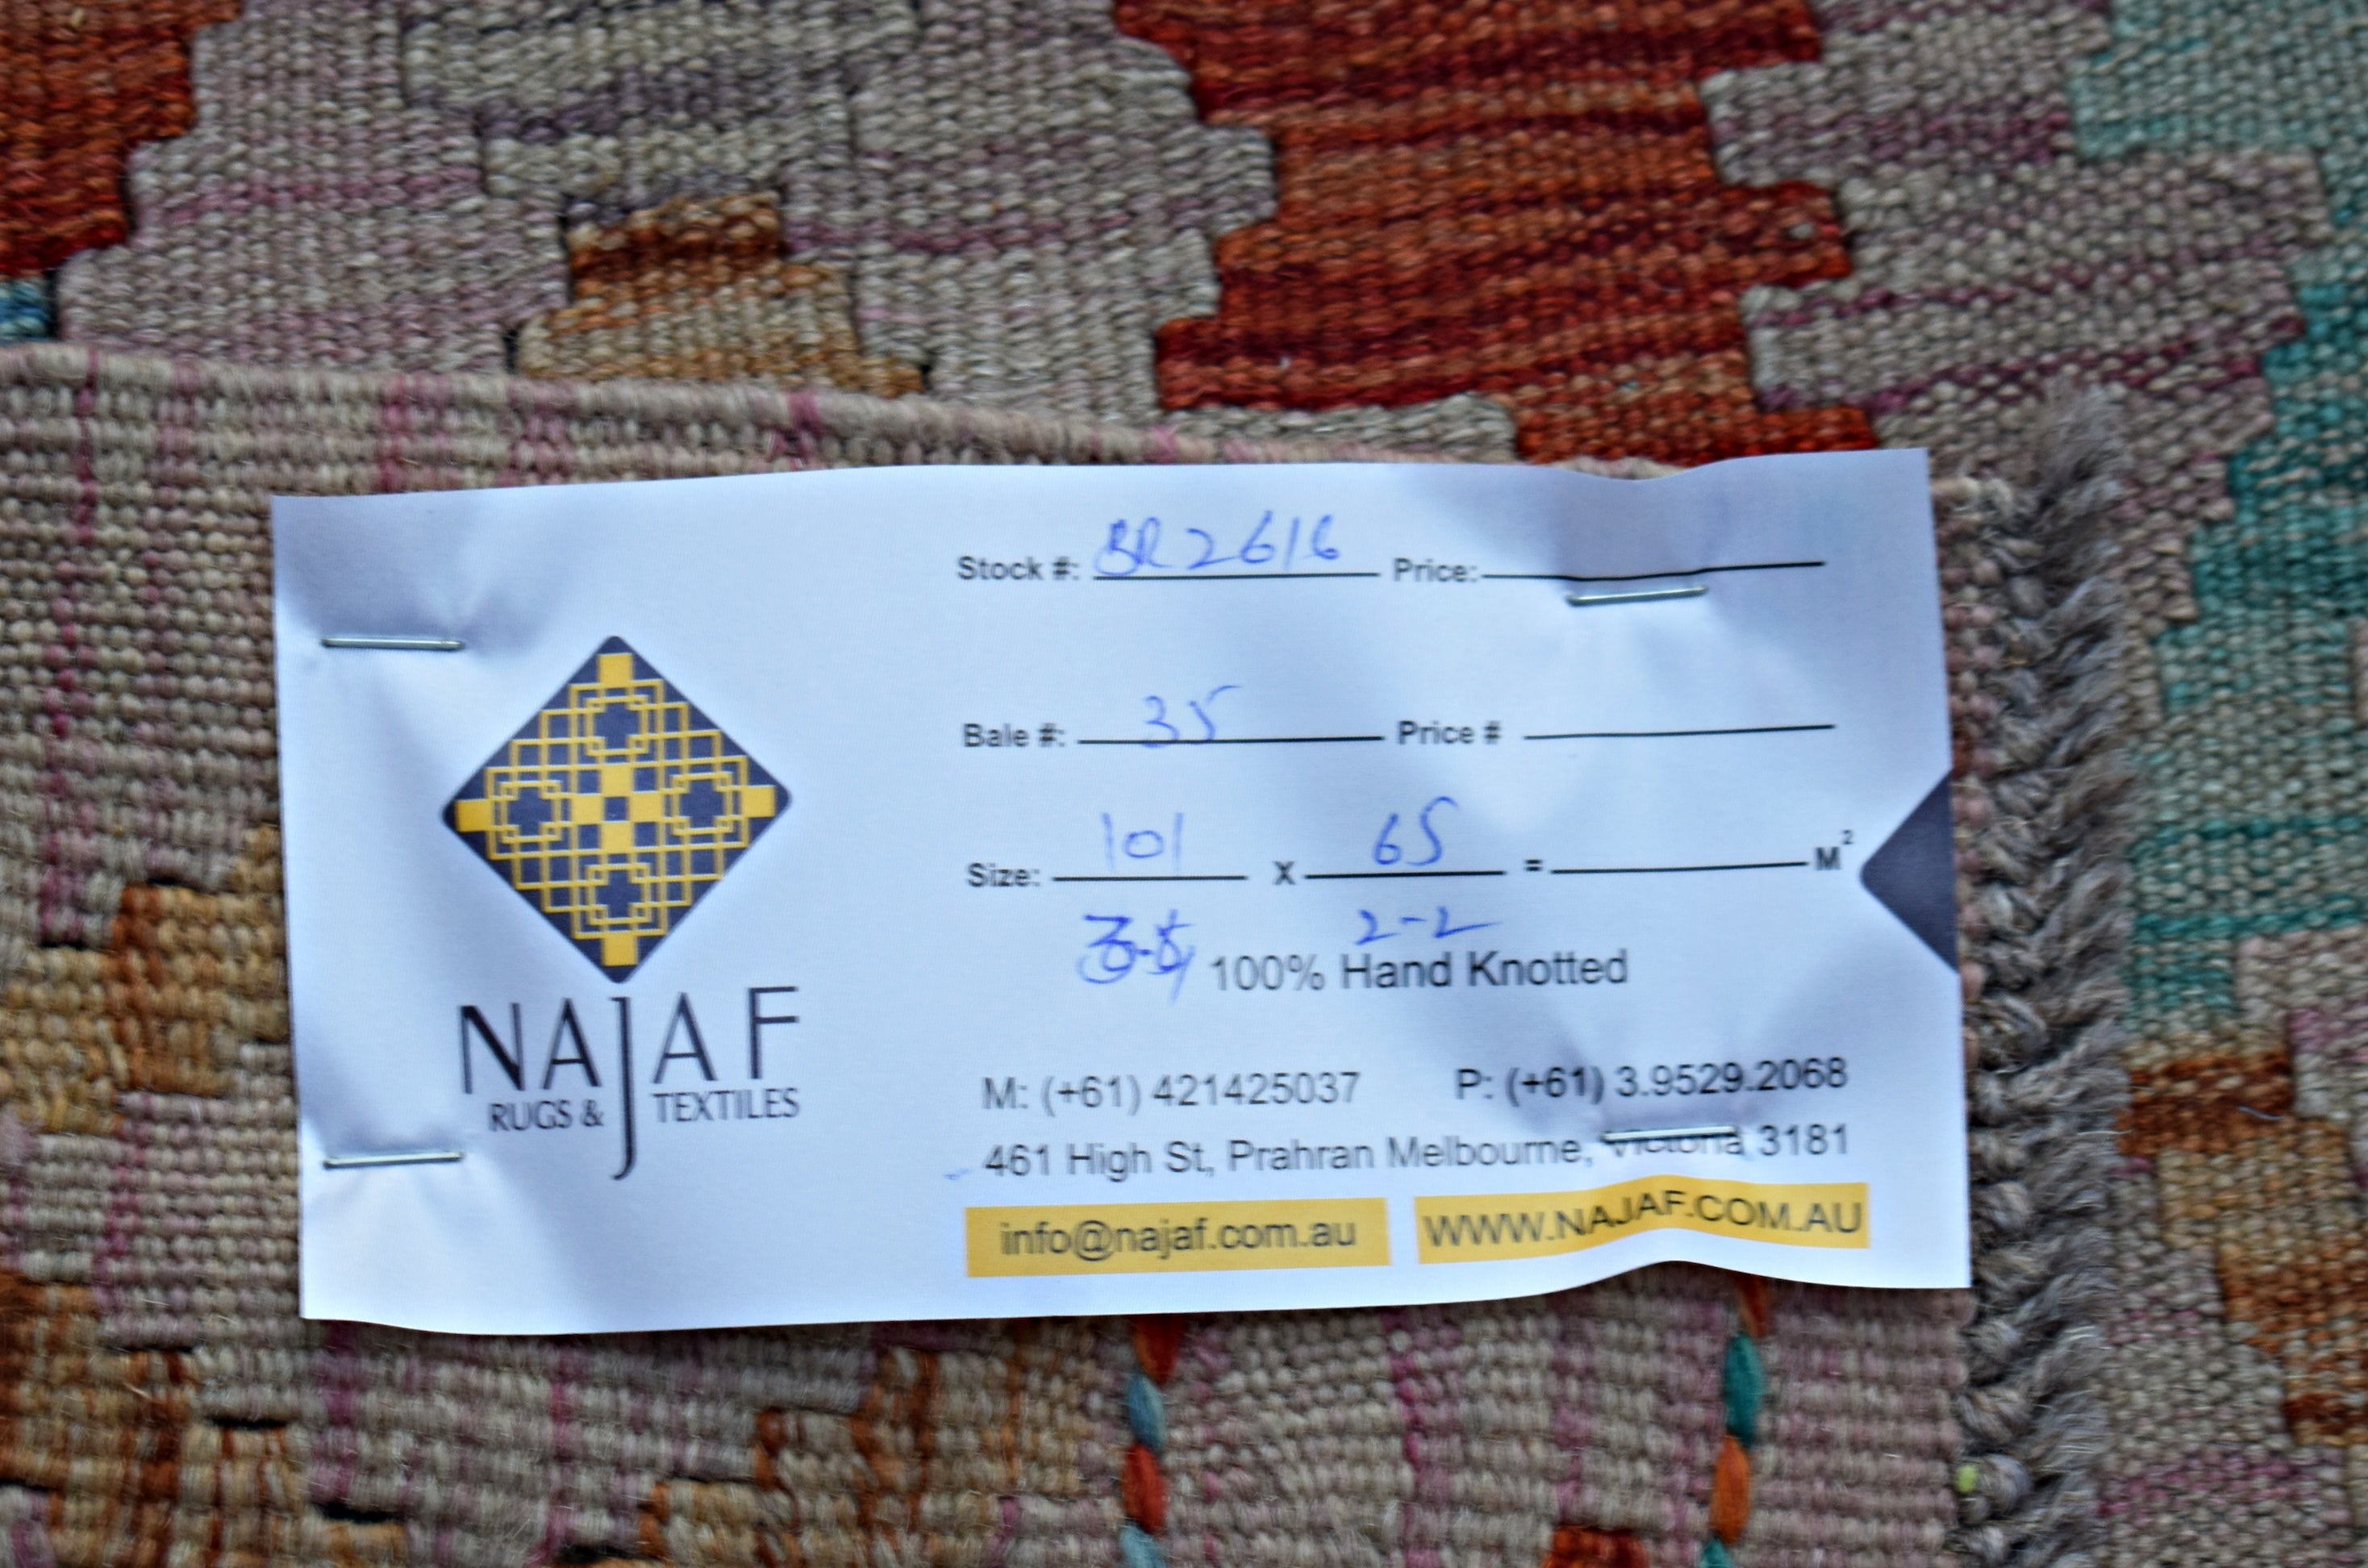 Stock #: BR2616 Price:
Bale #: 35 Price #
Size: 101 X 65 = M²
2-2
100% Hand Knotted
NAJAF
RUGS & TEXTILES
M: (+61) 421425037 P: (+61) 3.9529.2068
461 High St, Prahran Melbourne, Victoria 3181
info@najaf.com.au WWW.NAJAF.COM.AU